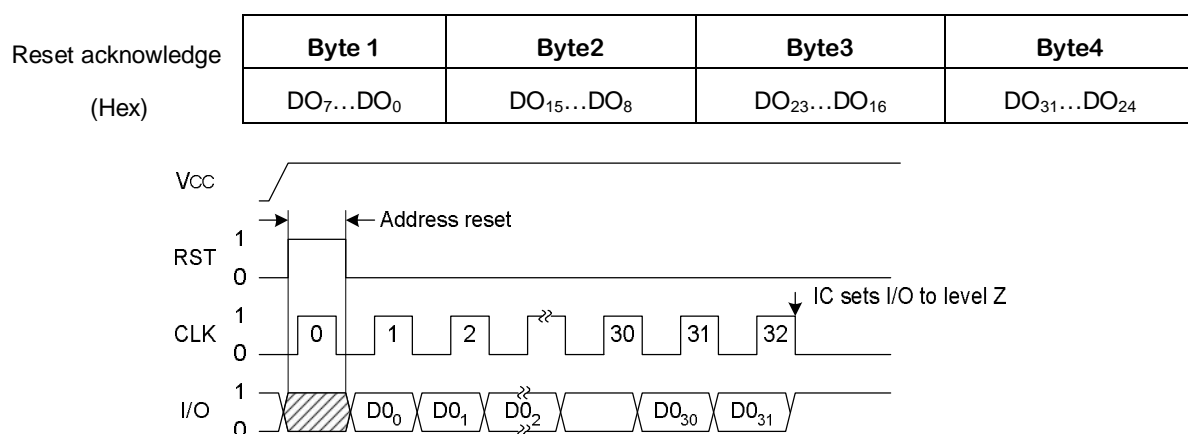 Reset acknowledge (Hex)
Byte 1 Byte2 Byte3 Byte4
DO₇…DO₀ DO₁₅…DO₈ DO₂₃…DO₁₆ DO₃₁…DO₂₄
VCC
Address reset
RST 1 0
IC sets I/O to level Z
CLK 1 0 0 1 2 30 31 32
I/O 1 0 D0₀ D0₁ D0₂ D0₃₀ D0₃₁